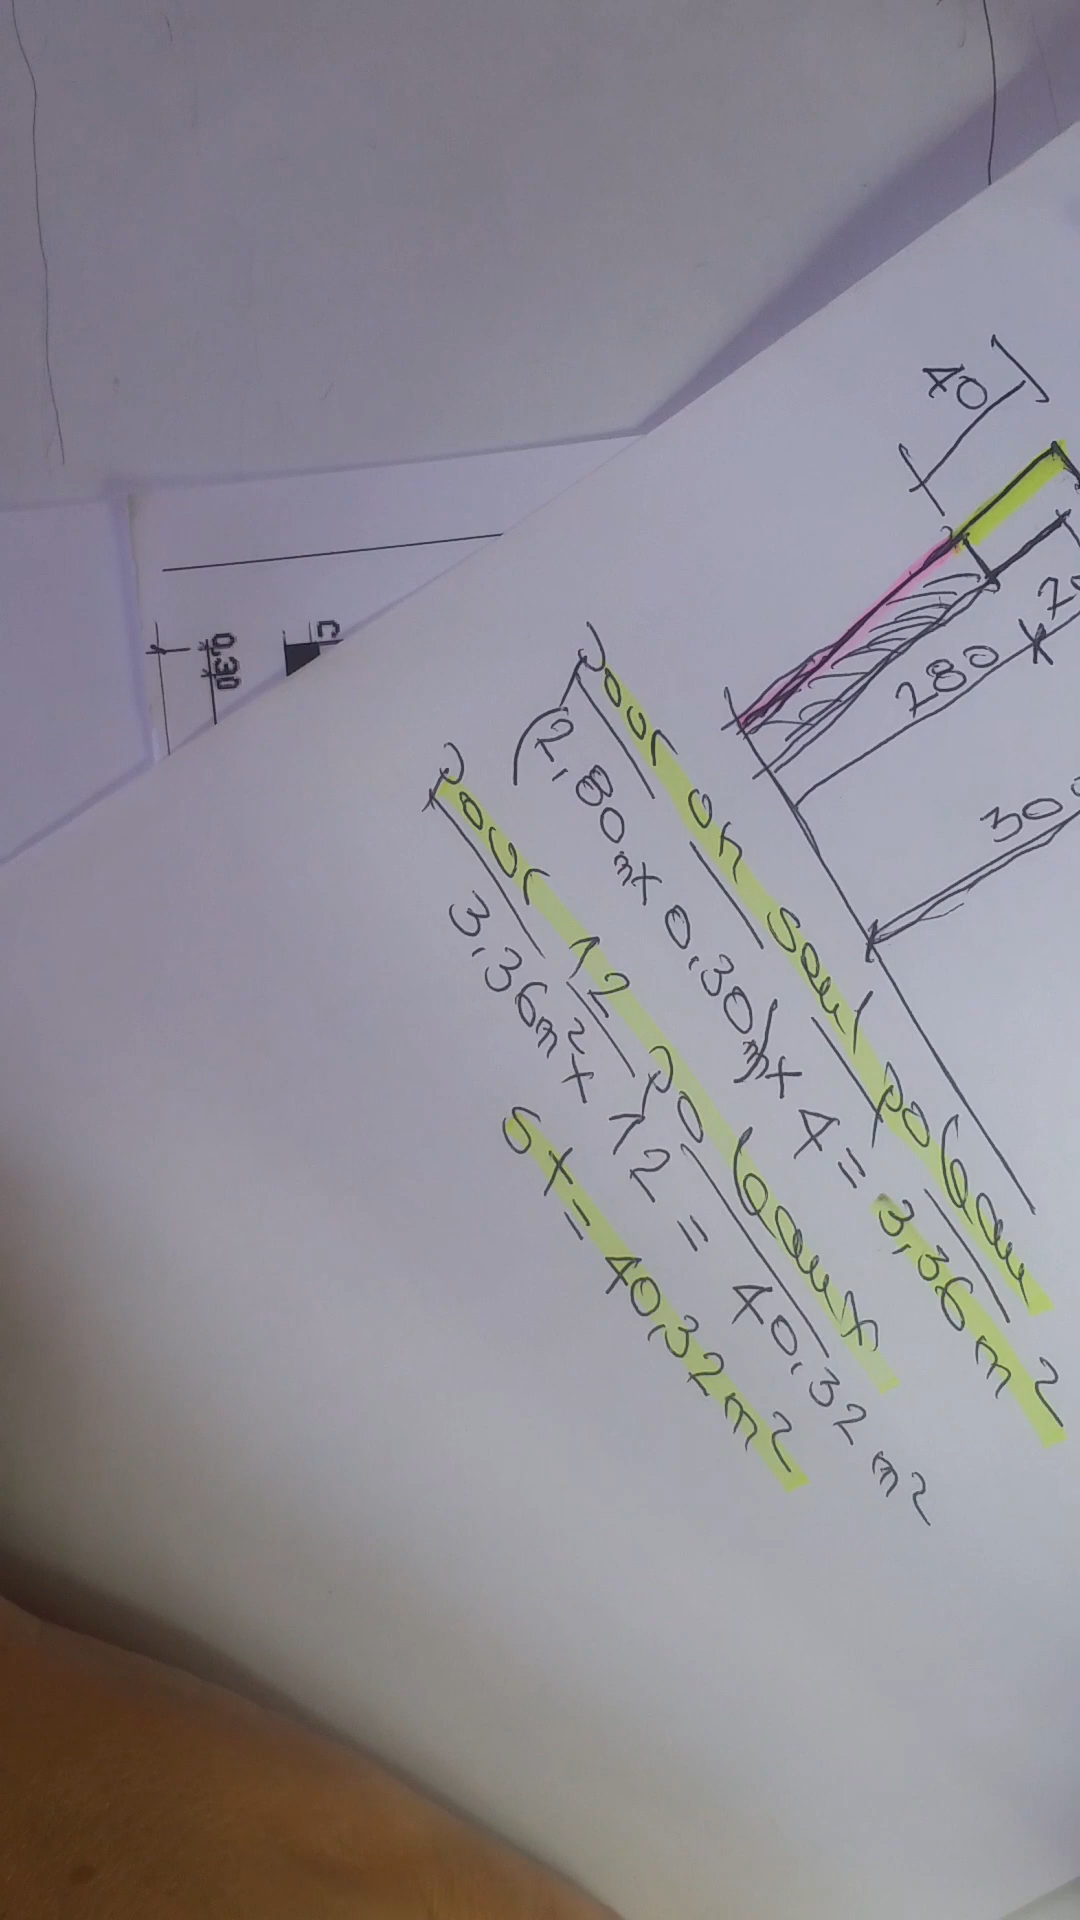 40
280
20
300
Pour un seul poteau
(2,80m x 0,30m) x 4 = 3,36 m²
Pour 12 poteaux
3,36m² x 12 = 40,32 m²
St = 40,32 m²
0.30